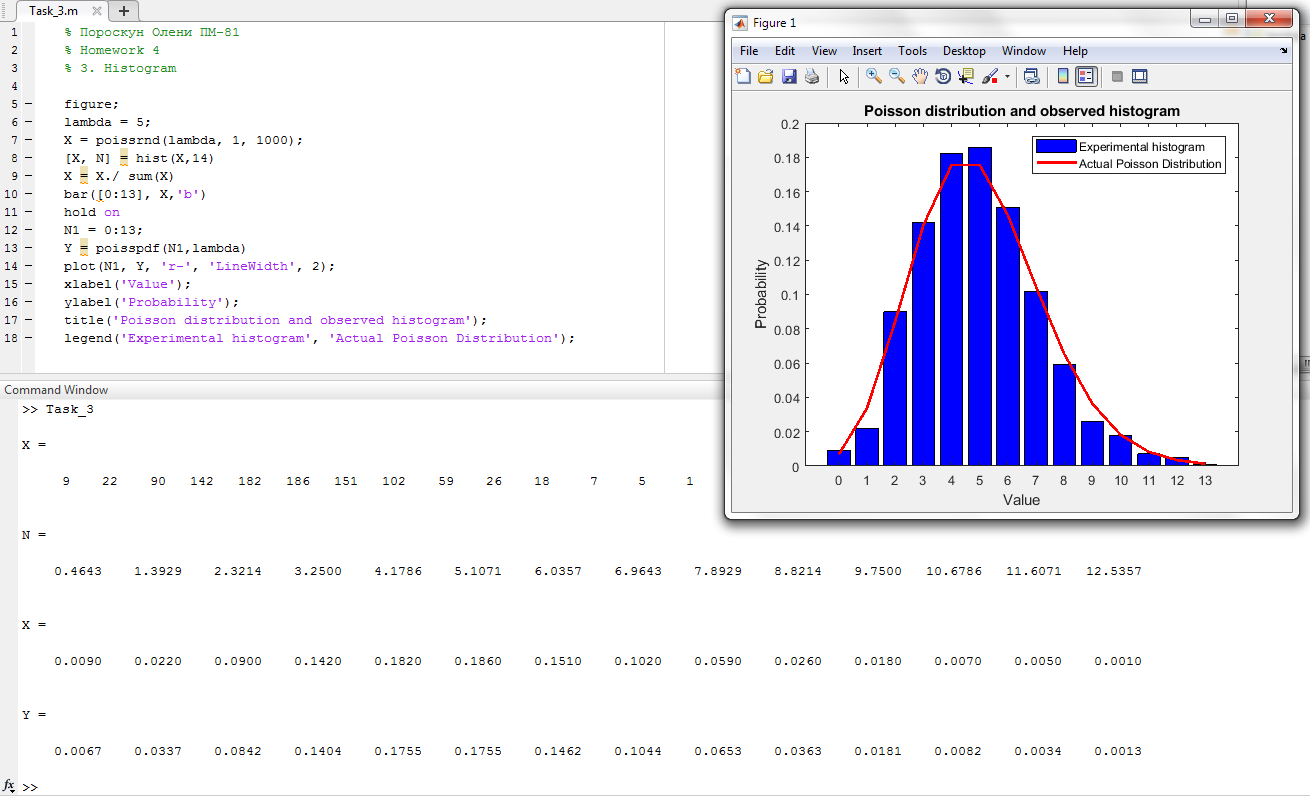 Task_3.m
1 % Пороскун Олени ПМ-81
2 % Homework 4
3 % 3. Histogram
4
5 figure;
6 lambda = 5;
7 X = poissrnd(lambda, 1, 1000);
8 [X, N] = hist(X,14)
9 X = X./ sum(X)
10 bar([0:13], X,'b')
11 hold on
12 N1 = 0:13;
13 Y = poisspdf(N1,lambda)
14 plot(N1, Y, 'r-', 'LineWidth', 2);
15 xlabel('Value');
16 ylabel('Probability');
17 title('Poisson distribution and observed histogram');
18 legend('Experimental histogram', 'Actual Poisson Distribution');
Figure 1
File Edit View Insert Tools Desktop Window Help
Poisson distribution and observed histogram
Experimental histogram
Actual Poisson Distribution
0.2
0.18
0.16
0.14
0.12
0.1
0.08
0.06
0.04
0.02
0
Probability
0 1 2 3 4 5 6 7 8 9 10 11 12 13
Value
Command Window
>> Task_3
X =
9 22 90 142 182 186 151 102 59 26 18 7 5 1
N =
0.4643 1.3929 2.3214 3.2500 4.1786 5.1071 6.0357 6.9643 7.8929 8.8214 9.7500 10.6786 11.6071 12.5357
X =
0.0090 0.0220 0.0900 0.1420 0.1820 0.1860 0.1510 0.1020 0.0590 0.0260 0.0180 0.0070 0.0050 0.0010
Y =
0.0067 0.0337 0.0842 0.1404 0.1755 0.1755 0.1462 0.1044 0.0653 0.0363 0.0181 0.0082 0.0034 0.0013
fx >>